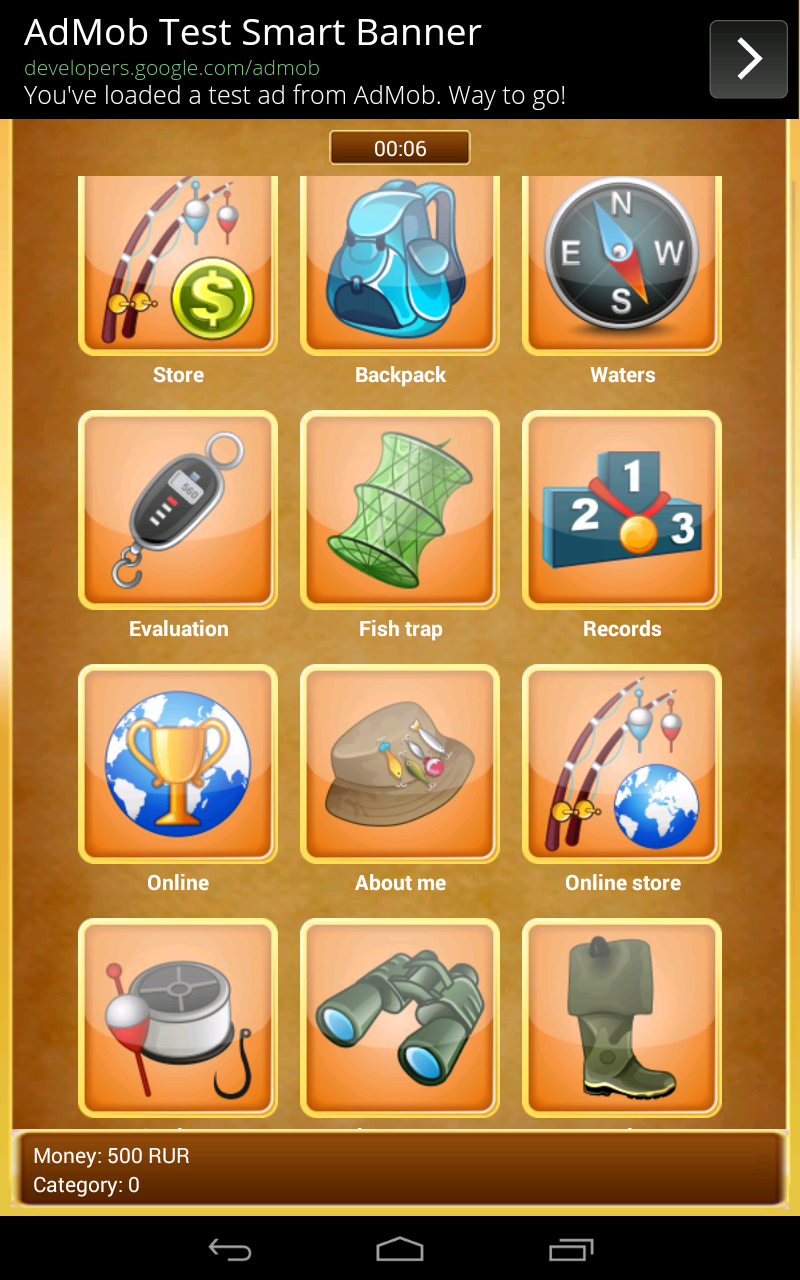 AdMob Test Smart Banner
developers.google.com/admob
You've loaded a test ad from AdMob. Way to go!
00:06
$
N
E W
S
Store Backpack Waters
560
1
2
3
Evaluation Fish trap Records
Online About me Online store
Money: 500 RUR
Category: 0